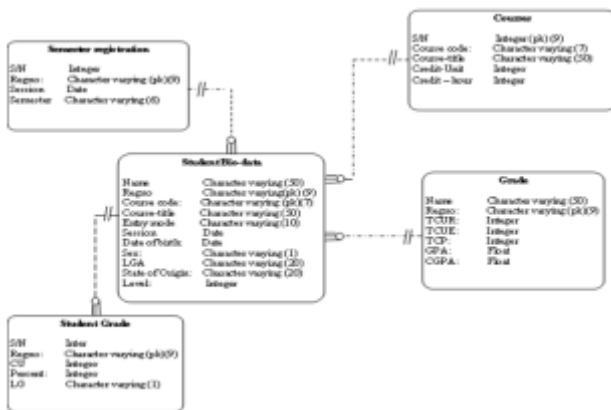 Semester registration
S/N Integer
Regno: Character varying (pk)(9)
Session Date
Semester Character varying (6)
Courses
S/N Integer (pk) (9)
Course code: Character varying (7)
Course-title Character varying (50)
Credit-Unit Integer
Credit – hour Integer
Student Bio-data
Name Character varying (50)
Regno Character varying(pk) (9)
Course code: Character varying (pk)(7)
Course-title Character varying (50)
Entry mode Character varying (10)
Session Date
Date of birth: Date
Sex: Character varying (1)
LGA Character varying (20)
State of Origin: Character varying (20)
Level: Integer
Grade
Name Character varying (50)
Regno: Character varying (pk)(9)
TCUR: Integer
TCUE: Integer
TCP: Integer
GPA: Float
CGPA: Float
Student Grade
S/N Inter
Regno: Character varying (pk)(9)
CU Integer
Percent: Integer
LG Character varying (1)